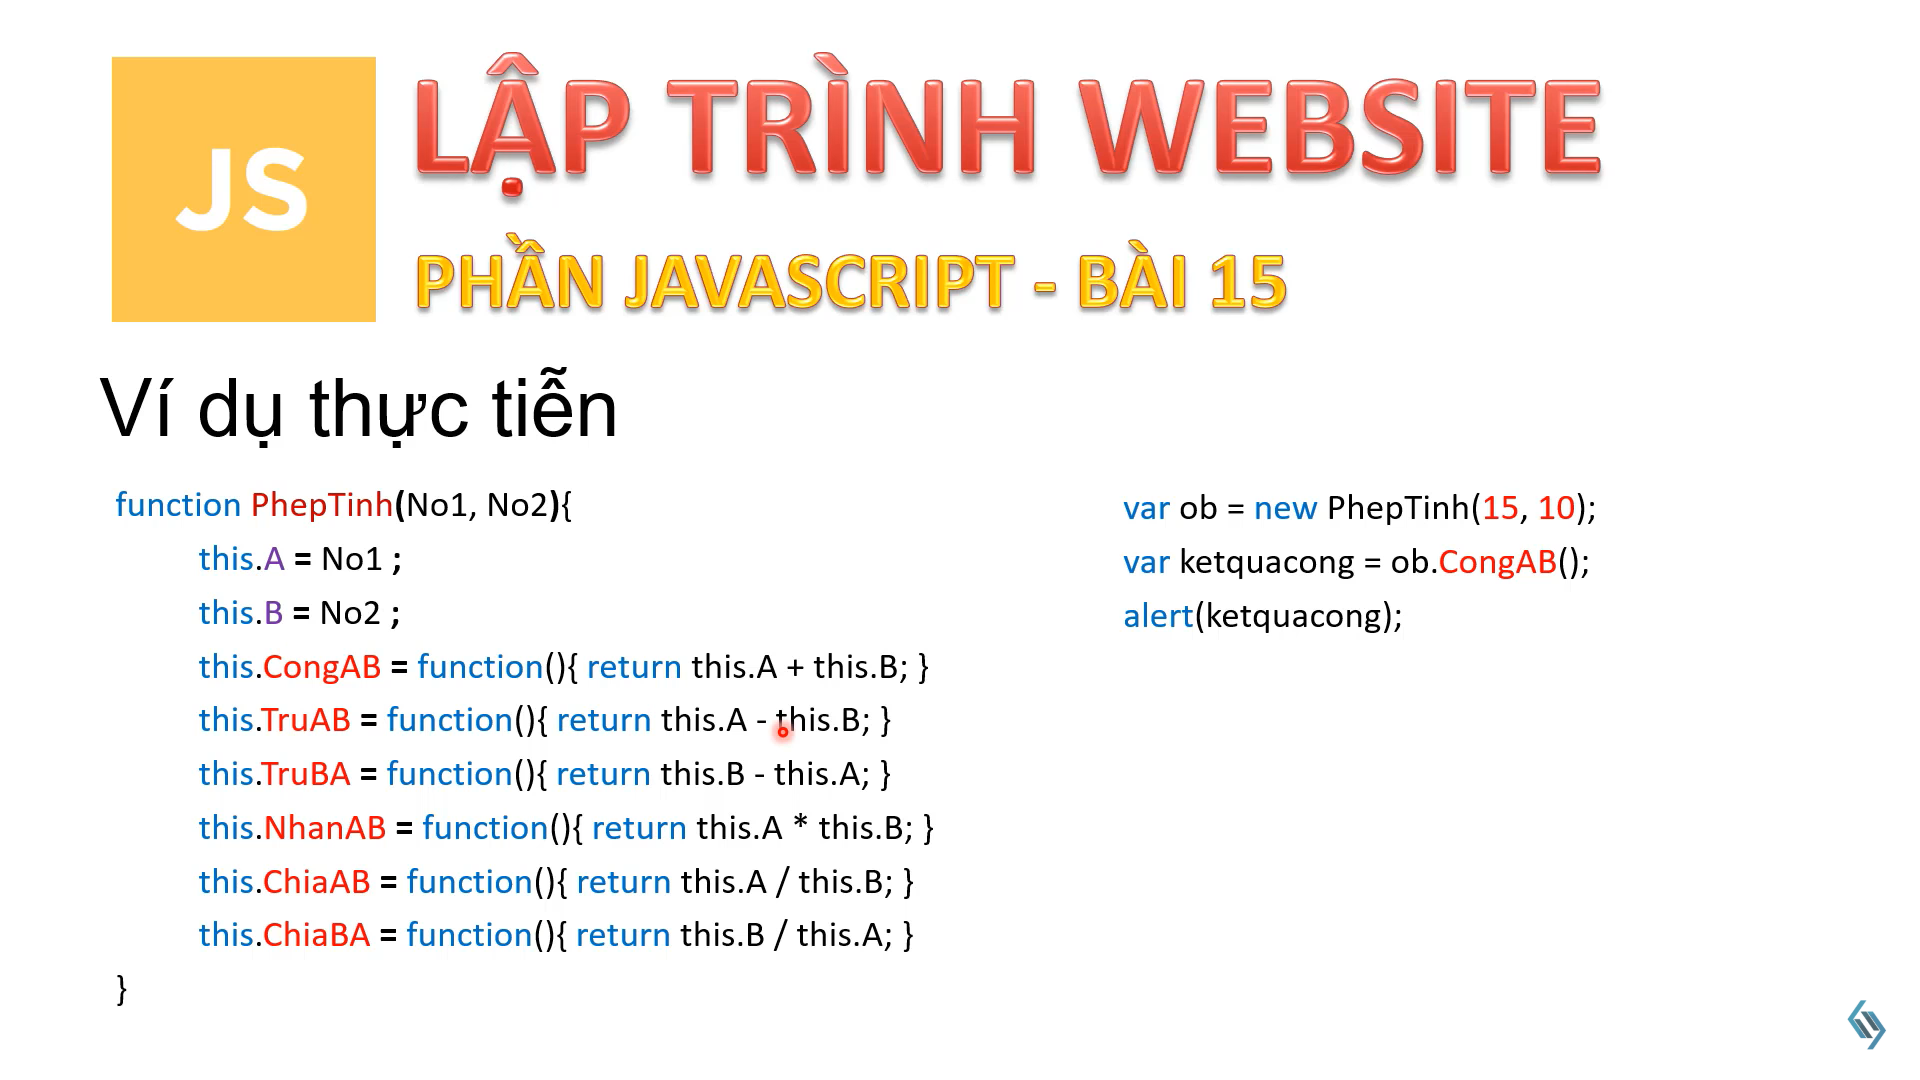 JS
LẬP TRÌNH WEBSITE
PHẦN JAVASCRIPT - BÀI 15
Ví dụ thực tiễn
function PhepTinh(No1, No2){
this.A = No1 ;
this.B = No2 ;
this.CongAB = function(){ return this.A + this.B; }
this.TruAB = function(){ return this.A - this.B; }
this.TruBA = function(){ return this.B - this.A; }
this.NhanAB = function(){ return this.A * this.B; }
this.ChiaAB = function(){ return this.A / this.B; }
this.ChiaBA = function(){ return this.B / this.A; }
}
var ob = new PhepTinh(15, 10);
var ketquacong = ob.CongAB();
alert(ketquacong);